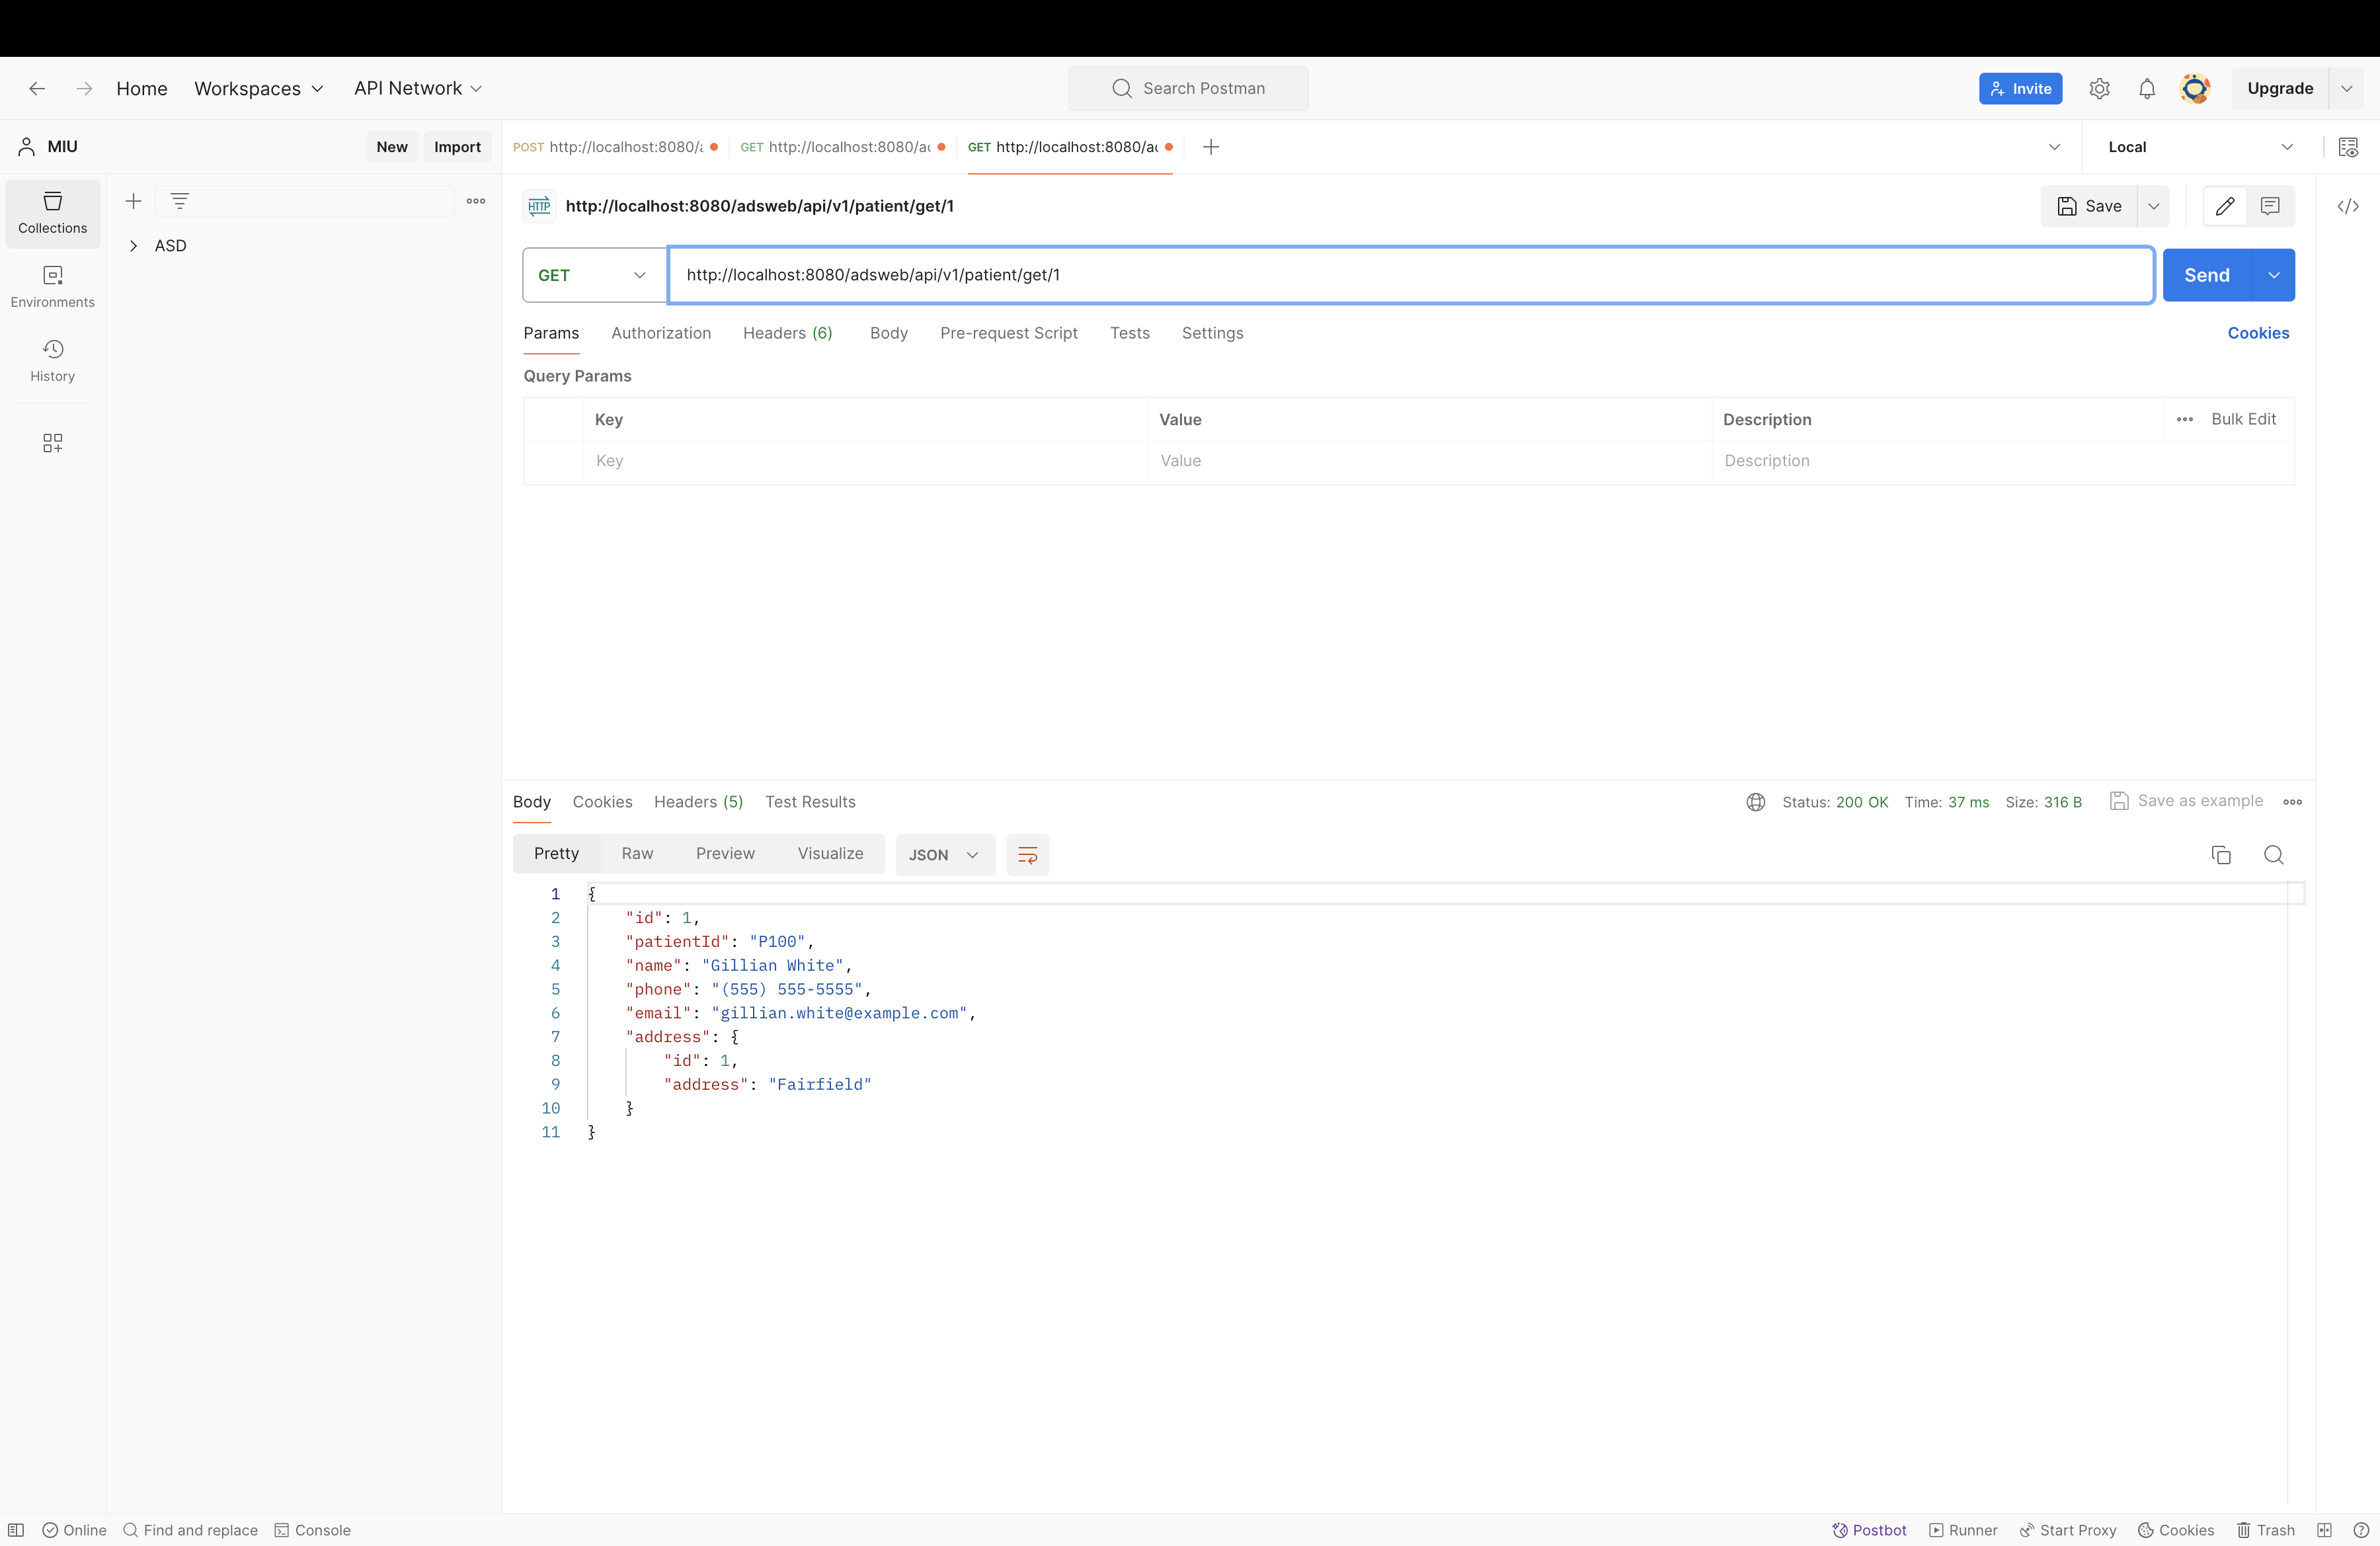 Home Workspaces API Network Search Postman Invite Upgrade
MIU New Import POST http://localhost:8080/a GET http://localhost:8080/ad GET http://localhost:8080/ad Local
Collections
ASD
Environments
History
HTTP http://localhost:8080/adsweb/api/v1/patient/get/1 Save
GET http://localhost:8080/adsweb/api/v1/patient/get/1 Send
Params Authorization Headers (6) Body Pre-request Script Tests Settings Cookies
Query Params
Key Value Description Bulk Edit
Key Value Description
Body Cookies Headers (5) Test Results Status: 200 OK Time: 37 ms Size: 316 B Save as example
Pretty Raw Preview Visualize JSON
1 {
2 "id": 1,
3 "patientId": "P100",
4 "name": "Gillian White",
5 "phone": "(555) 555-5555",
6 "email": "gillian.white@example.com",
7 "address": {
8 "id": 1,
9 "address": "Fairfield"
10 }
11 }
Online Find and replace Console Postbot Runner Start Proxy Cookies Trash